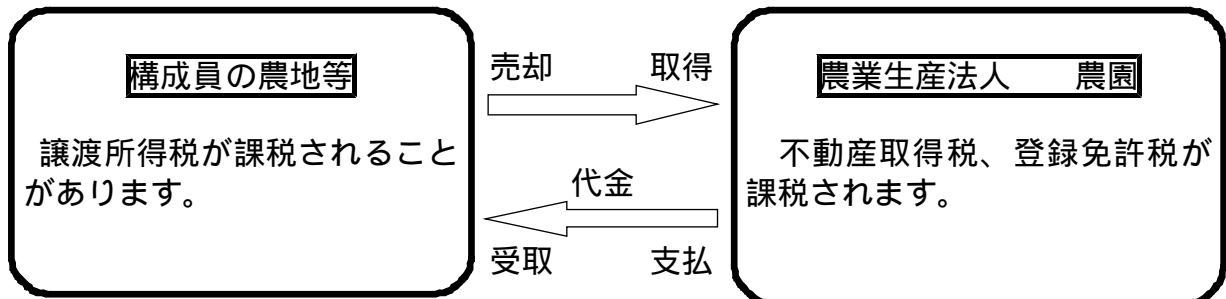 構成員の農地等
譲渡所得税が課税されること
があります。
売却 取得
代金
受取 支払
農業生産法人 農園
不動産取得税、登録免許税が
課税されます。